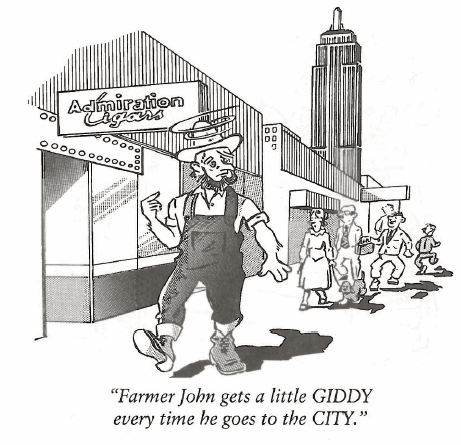 Admiration
Cigars
“Farmer John gets a little GIDDY
every time he goes to the CITY.”